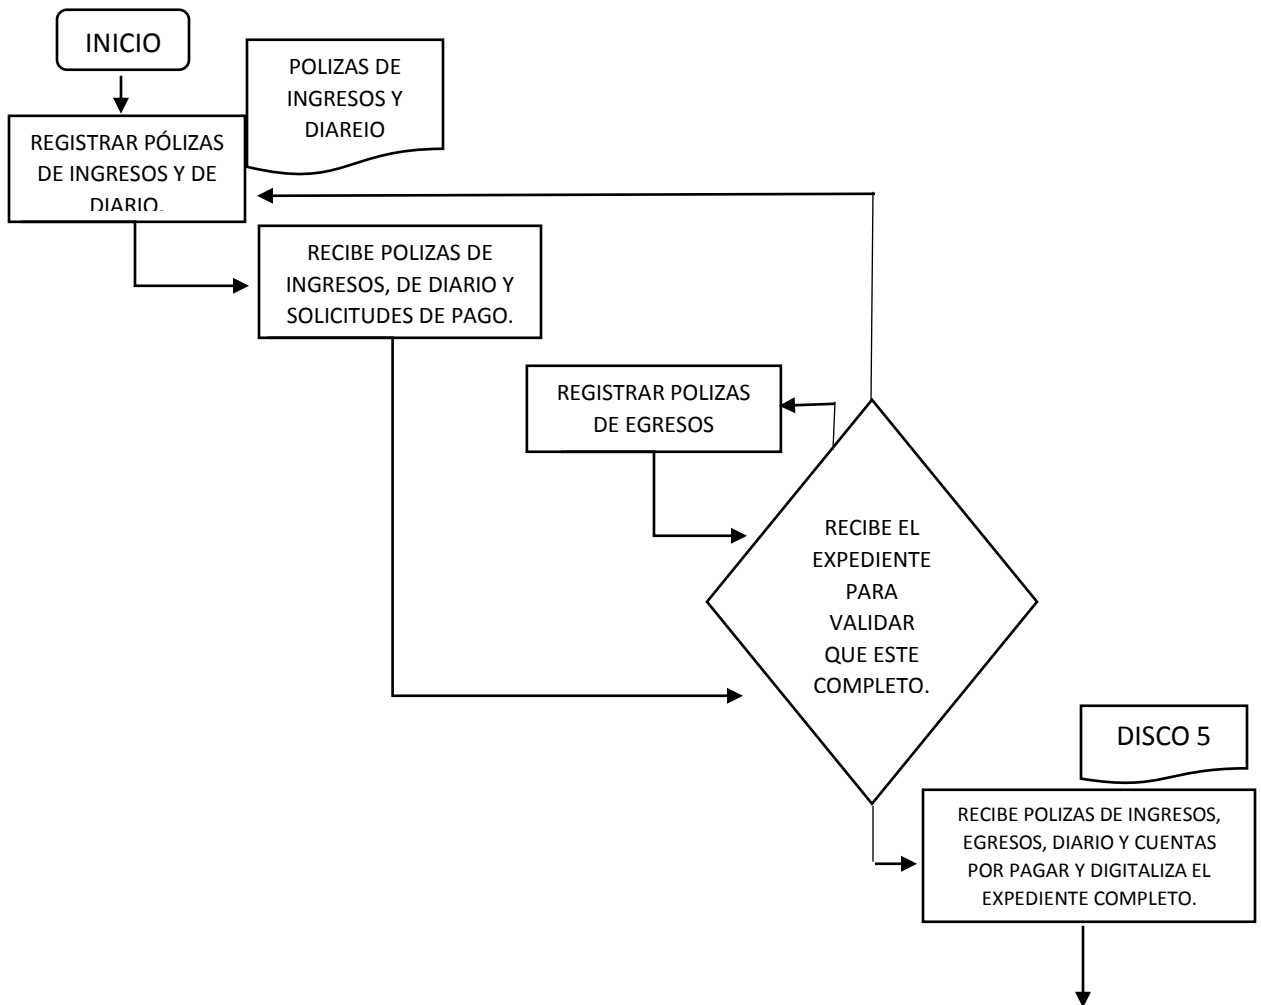 INICIO
POLIZAS DE
INGRESOS Y
DIAREIO
REGISTRAR PÓLIZAS
DE INGRESOS Y DE
DIARIO.
RECIBE POLIZAS DE
INGRESOS, DE DIARIO Y
SOLICITUDES DE PAGO.
REGISTRAR POLIZAS
DE EGRESOS
RECIBE EL
EXPEDIENTE
PARA
VALIDAR
QUE ESTE
COMPLETO.
DISCO 5
RECIBE POLIZAS DE INGRESOS,
EGRESOS, DIARIO Y CUENTAS
POR PAGAR Y DIGITALIZA EL
EXPEDIENTE COMPLETO.